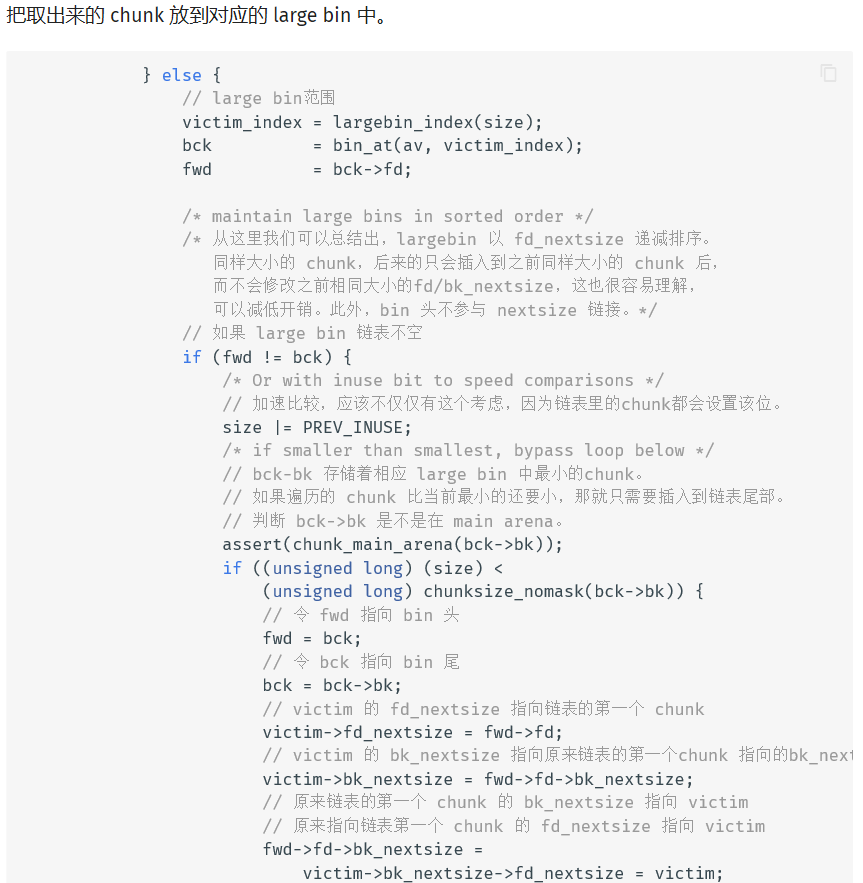 把取出来的 chunk 放到对应的 large bin 中。
} else {
// large bin范围
victim_index = largebin_index(size);
bck = bin_at(av, victim_index);
fwd = bck->fd;
/* maintain large bins in sorted order */
/* 从这里我们可以总结出，largebin 以 fd_nextsize 递减排序。
同样大小的 chunk，后来的只会插入到之前同样大小的 chunk 后，
而不会修改之前相同大小的fd/bk_nextsize，这也很容易理解，
可以减低开销。此外，bin 头不参与 nextsize 链接。*/
// 如果 large bin 链表不空
if (fwd != bck) {
/* Or with inuse bit to speed comparisons */
// 加速比较，应该不仅仅有这个考虑，因为链表里的chunk都会设置该位。
size |= PREV_INUSE;
/* if smaller than smallest, bypass loop below */
// bck-bk 存储着相应 large bin 中最小的chunk。
// 如果遍历的 chunk 比当前最小的还要小，那就只需要插入到链表尾部。
// 判断 bck->bk 是不是在 main arena。
assert(chunk_main_arena(bck->bk));
if ((unsigned long) (size) <
(unsigned long) chunksize_nomask(bck->bk)) {
// 令 fwd 指向 bin 头
fwd = bck;
// 令 bck 指向 bin 尾
bck = bck->bk;
// victim 的 fd_nextsize 指向链表的第一个 chunk
victim->fd_nextsize = fwd->fd;
// victim 的 bk_nextsize 指向原来链表的第一个chunk 指向的bk_next
victim->bk_nextsize = fwd->fd->bk_nextsize;
// 原来链表的第一个 chunk 的 bk_nextsize 指向 victim
// 原来指向链表第一个 chunk 的 fd_nextsize 指向 victim
fwd->fd->bk_nextsize =
victim->bk_nextsize->fd_nextsize = victim;